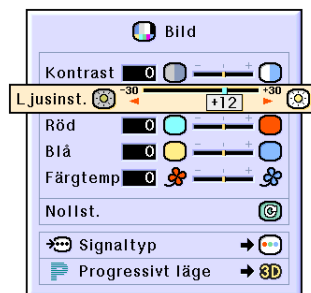 Bild
Kontrast 0 - +
Ljusinst. -30 +12 +30
Röd 0 - +
Blå 0 - +
Färgtemp 0 - +
Nollst.
Signaltyp
Progressivt läge 3D